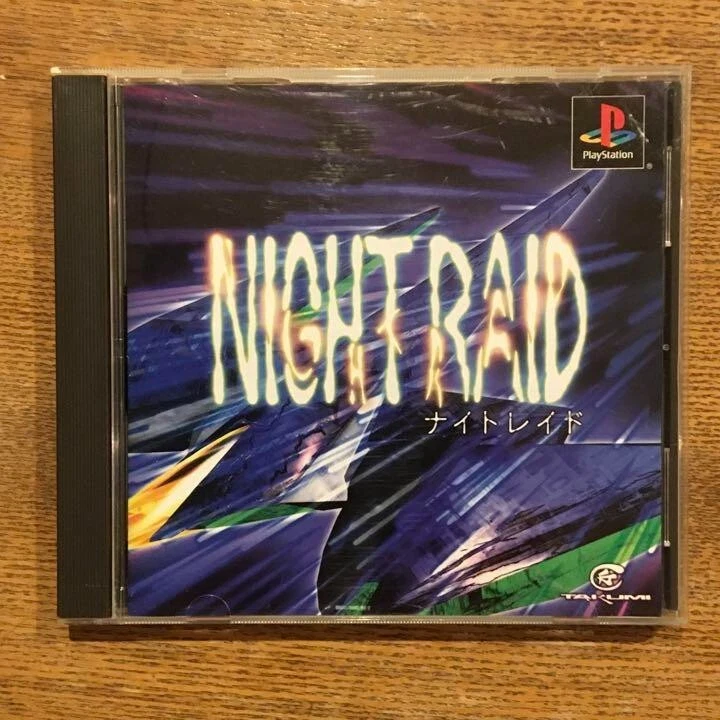 PlayStation
®
NIGHT RAID
ナイトレイド
TAKUMI